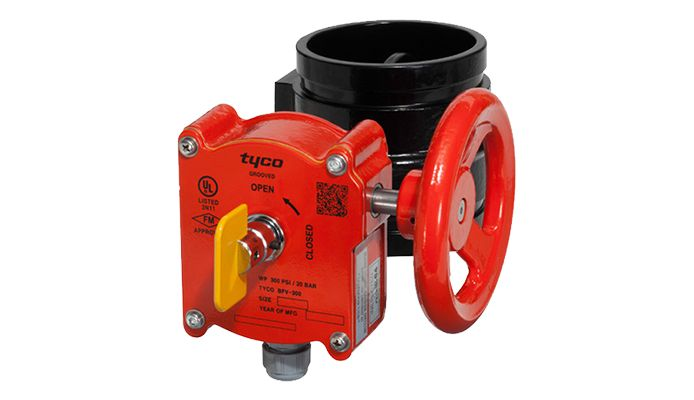 tyco
GROOVED
OPEN
UL
LISTED
FM
CLOSED
WP 300 PSI / 20 BAR
TYCO BFV-300
SIZE
YEAR OF MFG